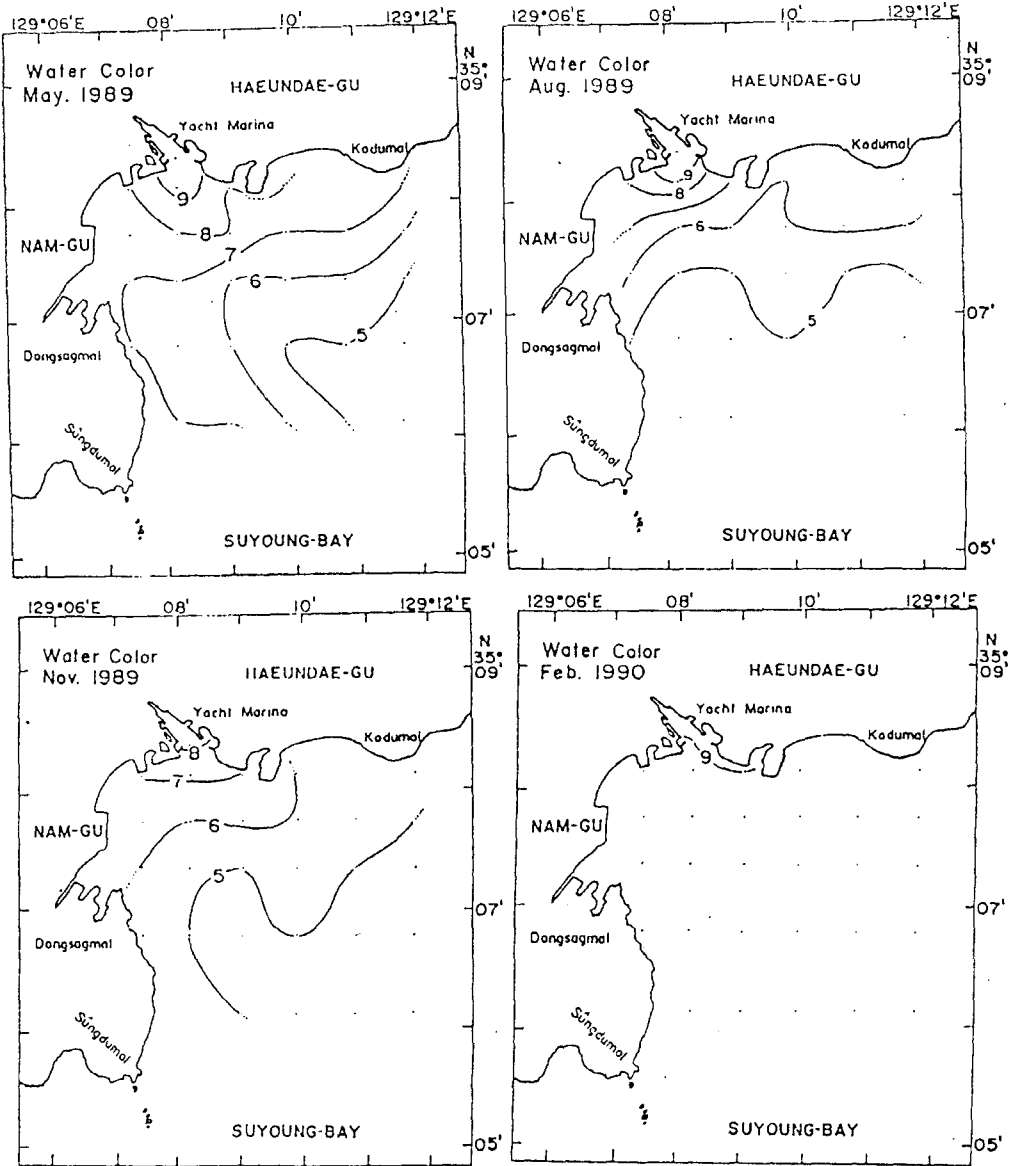 129°06'E 08' 10' 129°12'E
N
35°
09'
Water Color
May. 1989
HAEUNDAE-GU
Yacht Marina
Kadumal
9
8
NAM-GU
7
6
07'
5
Dongsagmal
Sŭngdumal
SUYOUNG-BAY
05'
129°06'E 08' 10' 129°12'E
N
35°
09'
Water Color
Aug. 1989
HAEUNDAE-GU
Yacht Marina
Kadumal
9
8
6
NAM-GU
07'
5
Dongsagmal
Sŭngdumal
SUYOUNG-BAY
05'
129°06'E 08' 10' 129°12'E
N
35°
09'
Water Color
Nov. 1989
HAEUNDAE-GU
Yacht Marina
Kadumal
8
7
6
NAM-GU
5
07'
Dongsagmal
Sŭngdumal
SUYOUNG-BAY
05'
129°06'E 08' 10' 129°12'E
N
35°
09'
Water Color
Feb. 1990
HAEUNDAE-GU
Yacht Marina
Kadumal
9
NAM-GU
07'
Dongsagmal
Sŭngdumal
SUYOUNG-BAY
05'